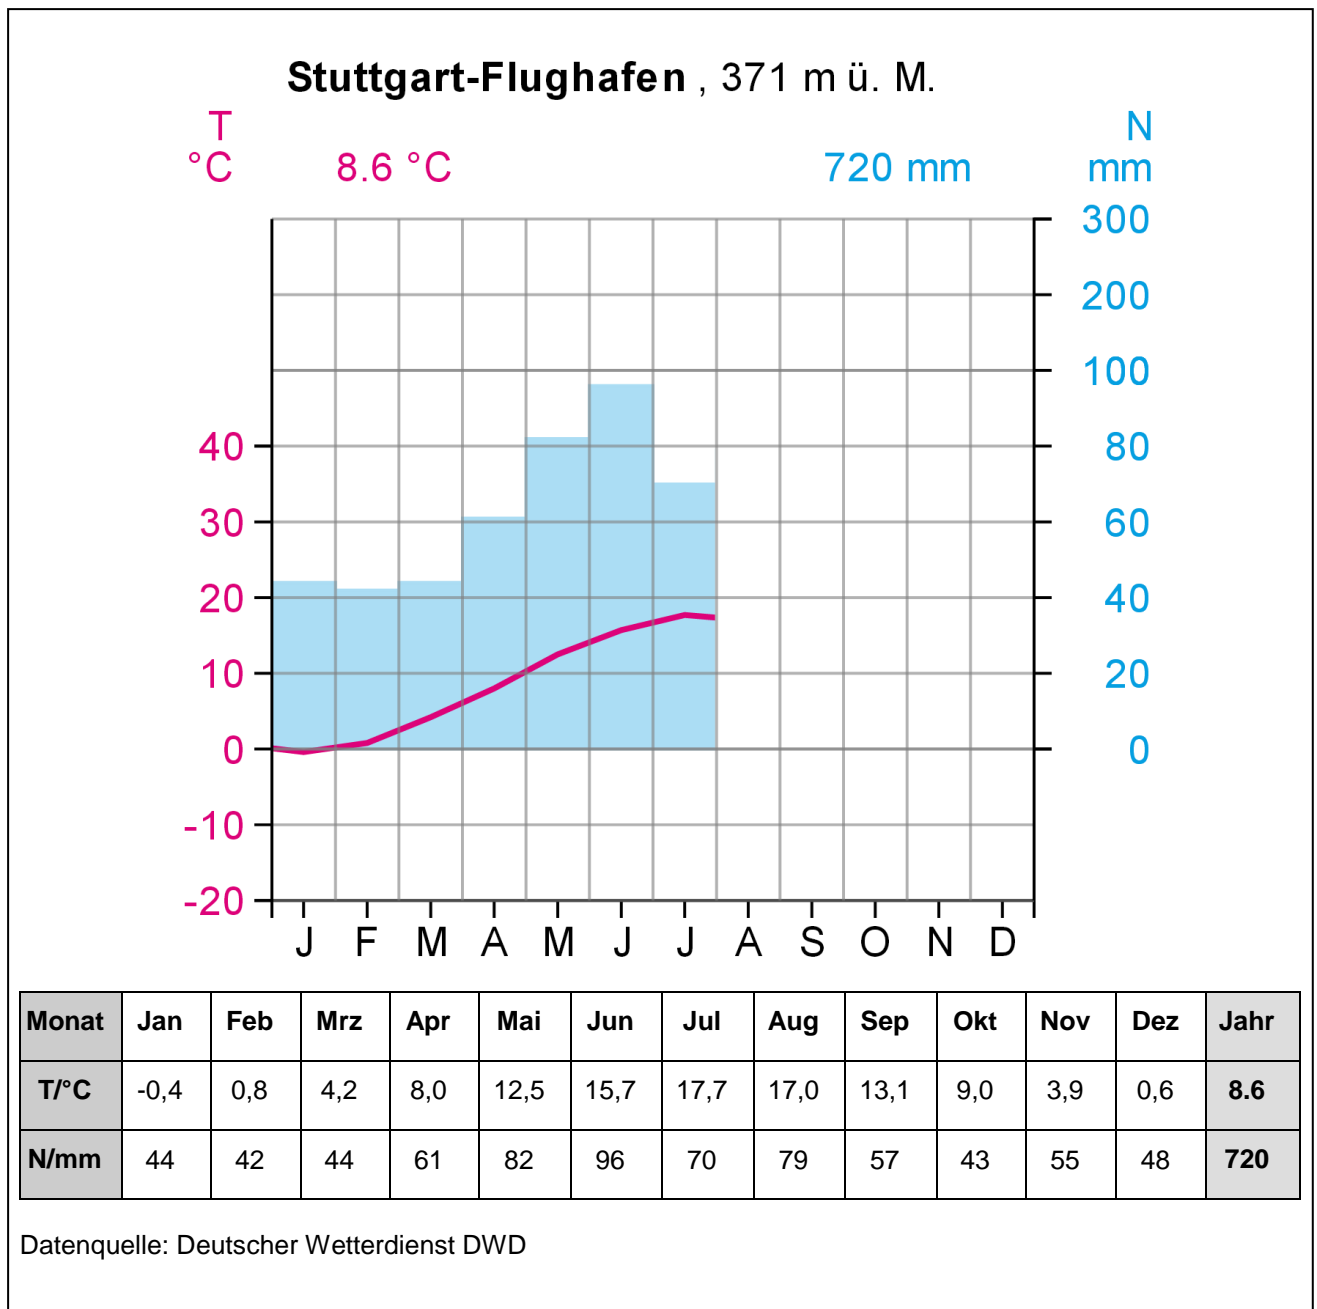 Stuttgart-Flughafen , 371 m ü. M.
T N
°C 8.6 °C 720 mm mm
300
200
100
40 80
30 60
20 40
10 20
0 0
-10
-20
J F M A M J J A S O N D
Monat Jan Feb Mrz Apr Mai Jun Jul Aug Sep Okt Nov Dez Jahr
T/°C -0,4 0,8 4,2 8,0 12,5 15,7 17,7 17,0 13,1 9,0 3,9 0,6 8.6
N/mm 44 42 44 61 82 96 70 79 57 43 55 48 720
Datenquelle: Deutscher Wetterdienst DWD